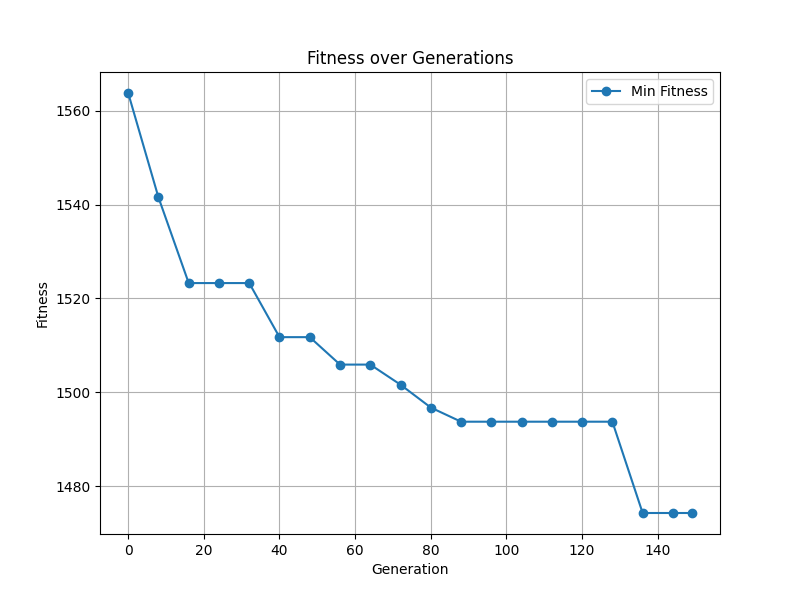 Fitness over Generations
Min Fitness
1560
1540
1520
1500
1480
Fitness
0 20 40 60 80 100 120 140
Generation